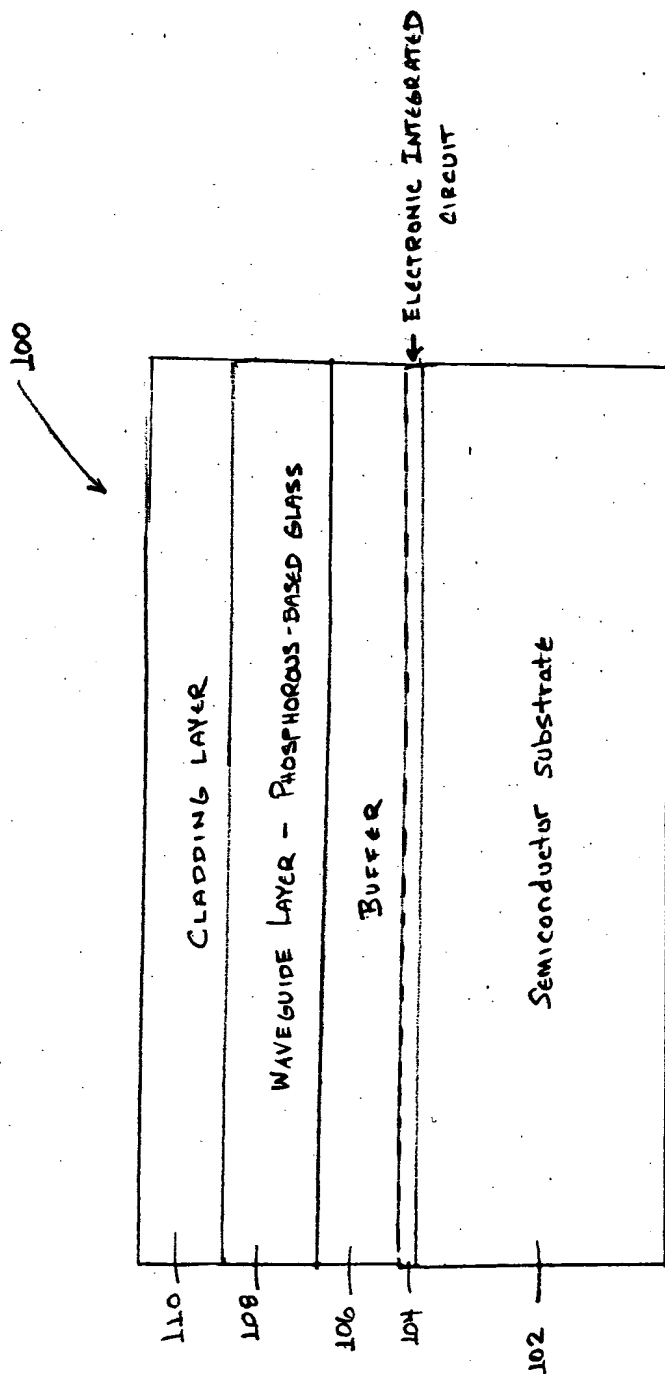 100
110
CLADDING LAYER
108
WAVEGUIDE LAYER - PHOSPHOROUS-BASED GLASS
106
BUFFER
104
ELECTRONIC INTEGRATED
CIRCUIT
102
Semiconductor substrate